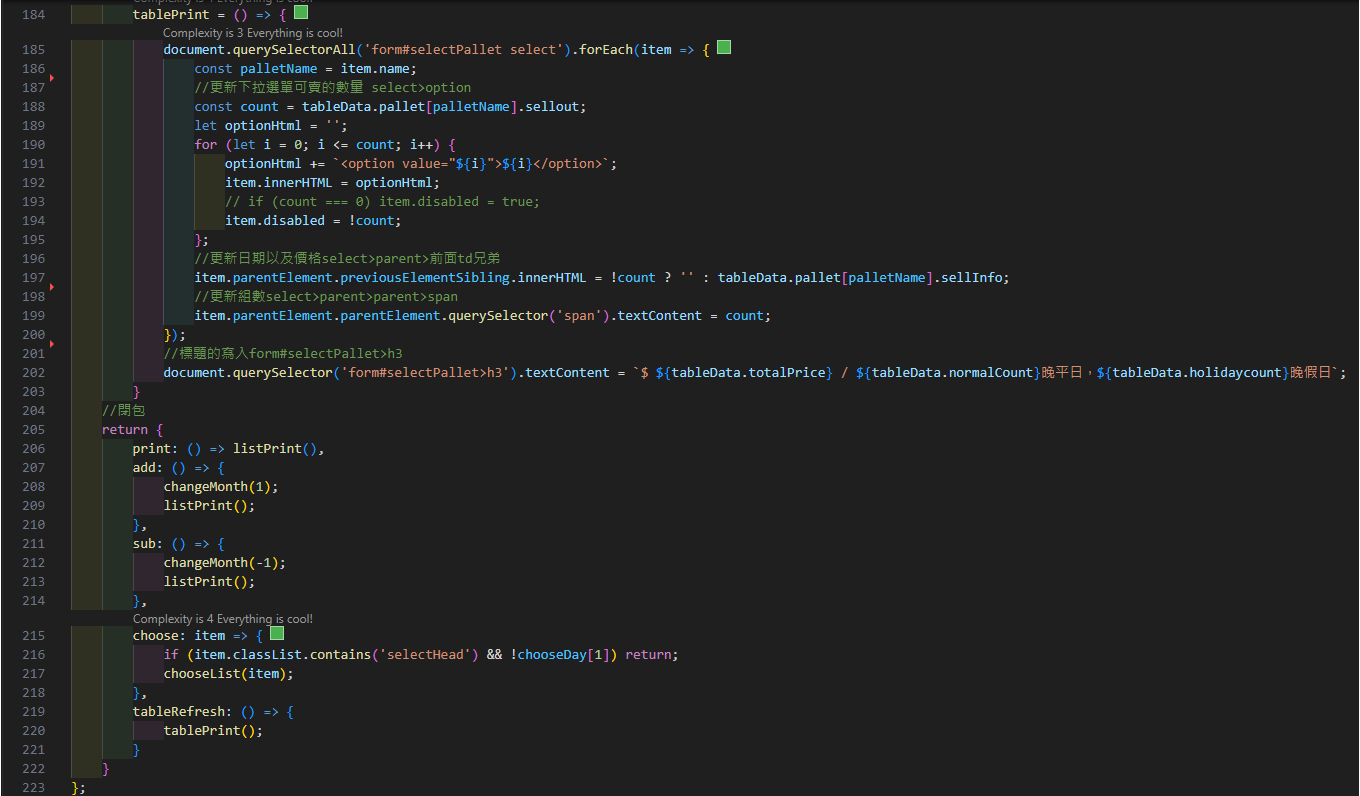 184 tablePrint = () => {
Complexity is 3 Everything is cool!
185 document.querySelectorAll('form#selectPallet select').forEach(item => {
186 const palletName = item.name;
187 //更新下拉選單可賣的數量 select>option
188 const count = tableData.pallet[palletName].sellout;
189 let optionHtml = '';
190 for (let i = 0; i <= count; i++) {
191 optionHtml += `<option value="${i}">${i}</option>`;
192 item.innerHTML = optionHtml;
193 // if (count === 0) item.disabled = true;
194 item.disabled = !count;
195 };
196 //更新日期以及價格select>parent>前面td兄弟
197 item.parentElement.previousElementSibling.innerHTML = !count ? '' : tableData.pallet[palletName].sellInfo;
198 //更新組數select>parent>parent>span
199 item.parentElement.parentElement.querySelector('span').textContent = count;
200 });
201 //標題的寫入form#selectPallet>h3
202 document.querySelector('form#selectPallet>h3').textContent = `$ ${tableData.totalPrice} / ${tableData.normalCount}晚平日，${tableData.holidaycount}晚假日`;
203 }
204 //閉包
205 return {
206 print: () => listPrint(),
207 add: () => {
208 changeMonth(1);
209 listPrint();
210 },
211 sub: () => {
212 changeMonth(-1);
213 listPrint();
214 },
Complexity is 4 Everything is cool!
215 choose: item => {
216 if (item.classList.contains('selectHead') && !chooseDay[1]) return;
217 chooseList(item);
218 },
219 tableRefresh: () => {
220 tablePrint();
221 }
222 }
223 };